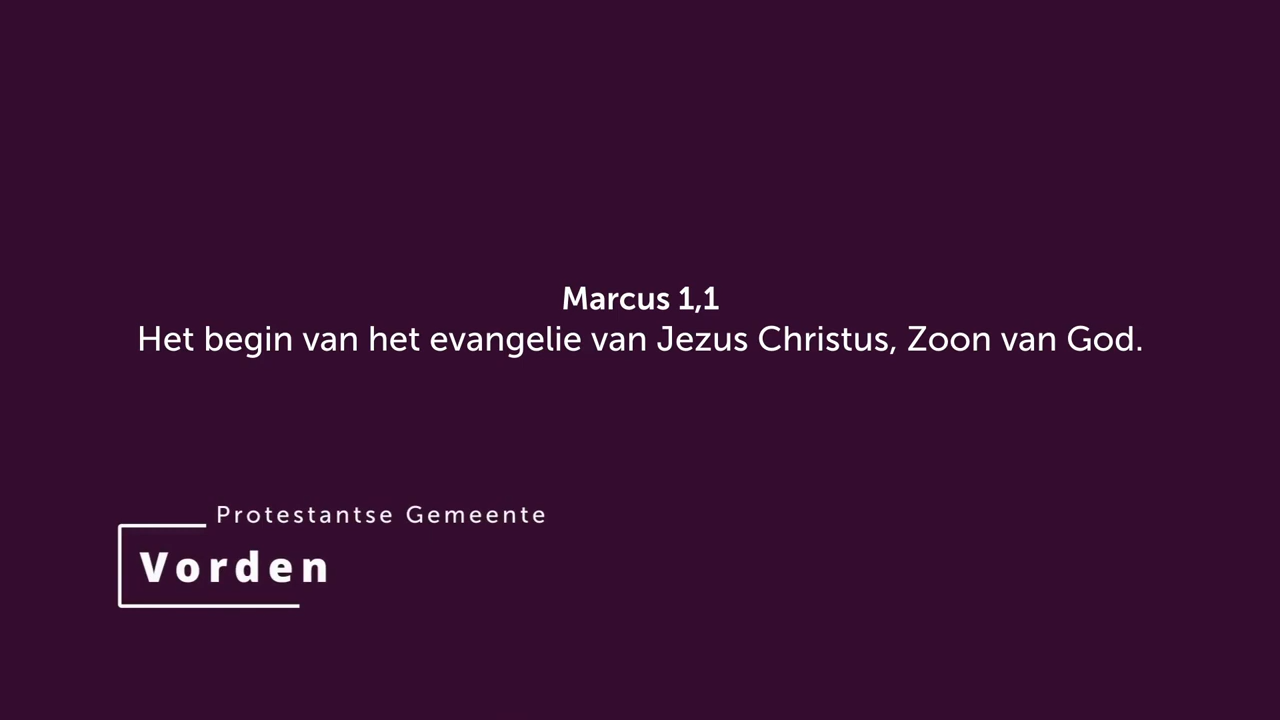 Marcus 1,1
Het begin van het evangelie van Jezus Christus, Zoon van God.
Protestantse Gemeente
Vorden